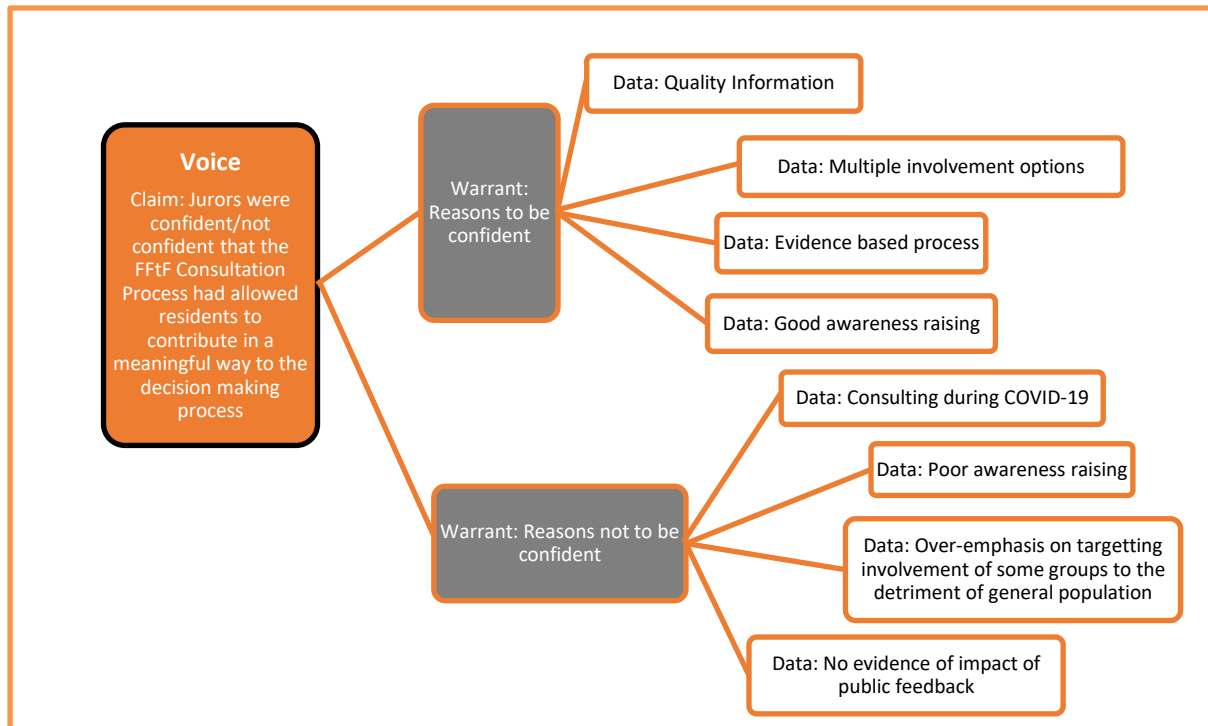 Voice
Claim: Jurors were
confident/not
confident that the
FFtF Consultation
Process had allowed
residents to
contribute in a
meaningful way to the
decision making
process
Warrant:
Reasons to be
confident
Data: Quality Information
Data: Multiple involvement options
Data: Evidence based process
Data: Good awareness raising
Warrant: Reasons not to be
confident
Data: Consulting during COVID-19
Data: Poor awareness raising
Data: Over-emphasis on targetting
involvement of some groups to the
detriment of general population
Data: No evidence of impact of
public feedback